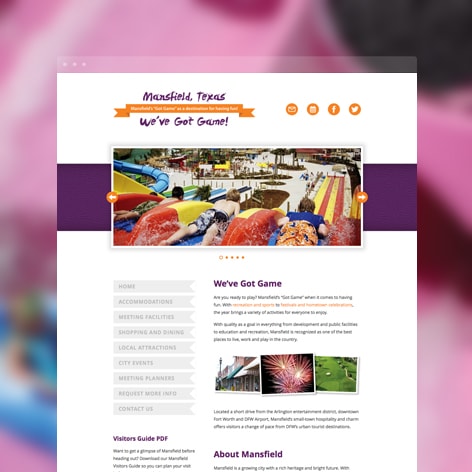 Mansfield, Texas
Mansfield's "Got Game" as a destination for having fun!
We've Got Game!
HOME
ACCOMMODATIONS
MEETING FACILITIES
SHOPPING AND DINING
LOCAL ATTRACTIONS
CITY EVENTS
MEETING PLANNERS
REQUEST MORE INFO
CONTACT US
Visitors Guide PDF
Want to get a glimpse of Mansfield before
heading out? Download our Mansfield
Visitors Guide so you can plan your visit
We've Got Game
Are you ready to play? Mansfield's "Got Game" when it comes to having
fun. With recreation and sports to festivals and hometown celebrations,
the year brings a variety of activities for everyone to enjoy.
With quality as a goal in everything from development and public facilities
to education and recreation, Mansfield is recognized as one of the best
places to live, work and play in the country.
Located a short drive from the Arlington entertainment district, downtown
Fort Worth and DFW Airport, Mansfield's small-town hospitality and charm
offers visitors a change of pace from DFW's urban tourist destinations.
About Mansfield
Mansfield is a growing city with a rich heritage and bright future. With